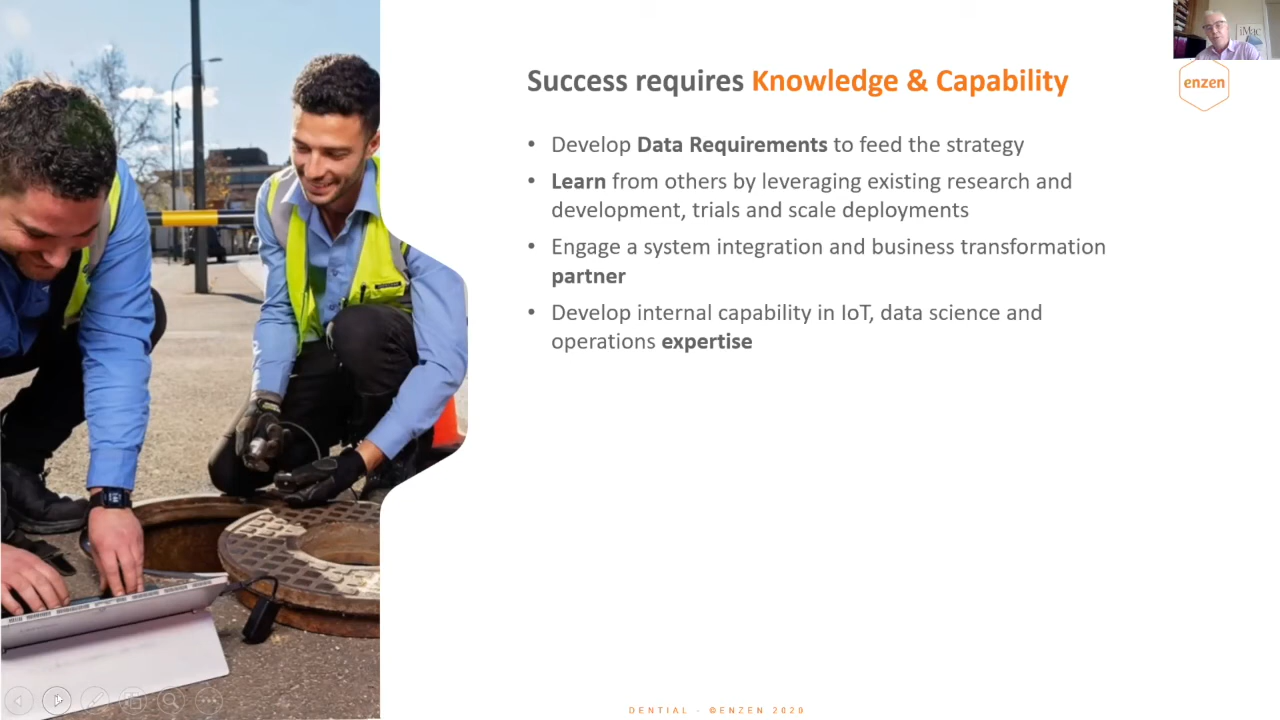 Success requires Knowledge & Capability
enzen
iMac
• Develop Data Requirements to feed the strategy
• Learn from others by leveraging existing research and
development, trials and scale deployments
• Engage a system integration and business transformation
partner
• Develop internal capability in IoT, data science and
operations expertise
DENTIAL - ©ENZEN 2020